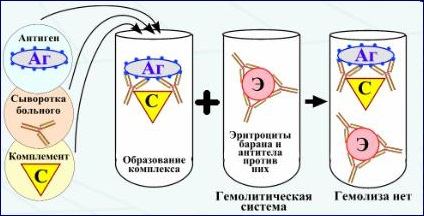 Антиген
Аг
Сыворотка
больного
Комплемент
С
Аг
С
Образование
комплекса
Э
Эритроциты
барана и
антитела
против
них
Гемолитическая
система
Аг
С
Э
Гемолиза нет